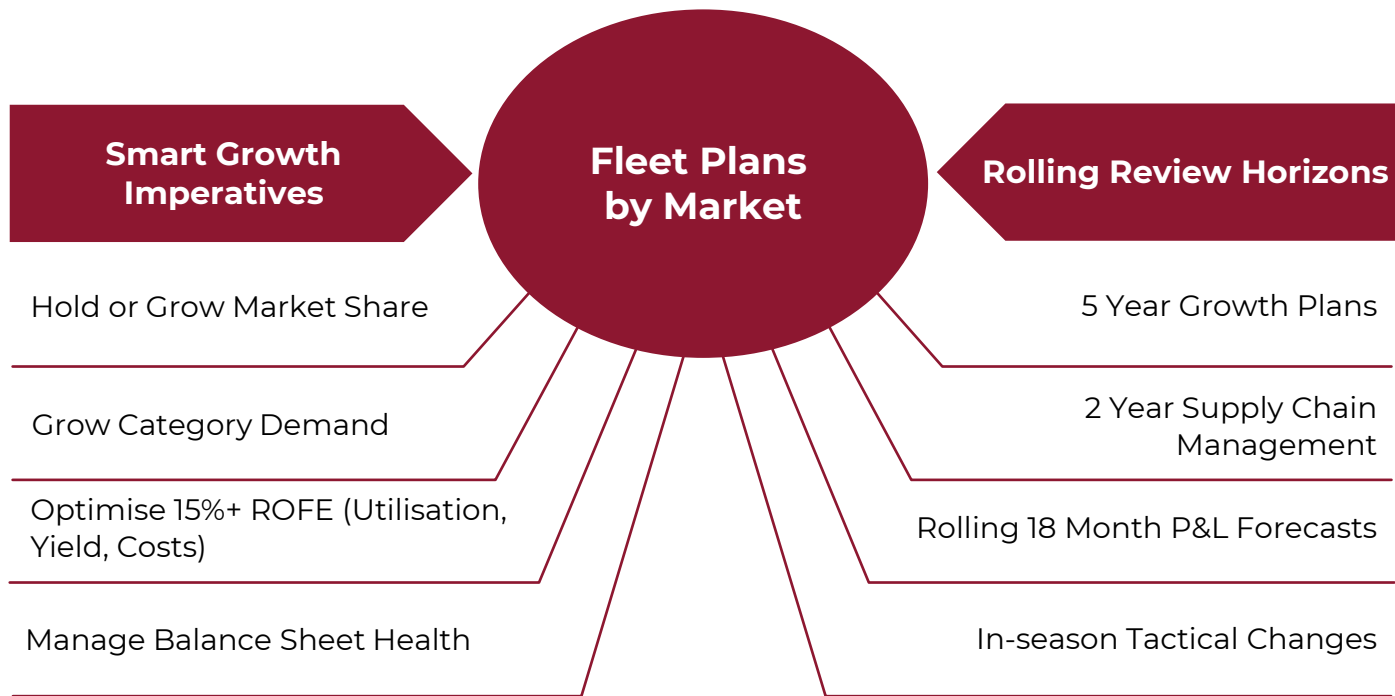 Smart Growth
Imperatives
Fleet Plans
by Market
Rolling Review Horizons
Hold or Grow Market Share
Grow Category Demand
Optimise 15%+ ROFE (Utilisation,
Yield, Costs)
Manage Balance Sheet Health
5 Year Growth Plans
2 Year Supply Chain
Management
Rolling 18 Month P&L Forecasts
In-season Tactical Changes